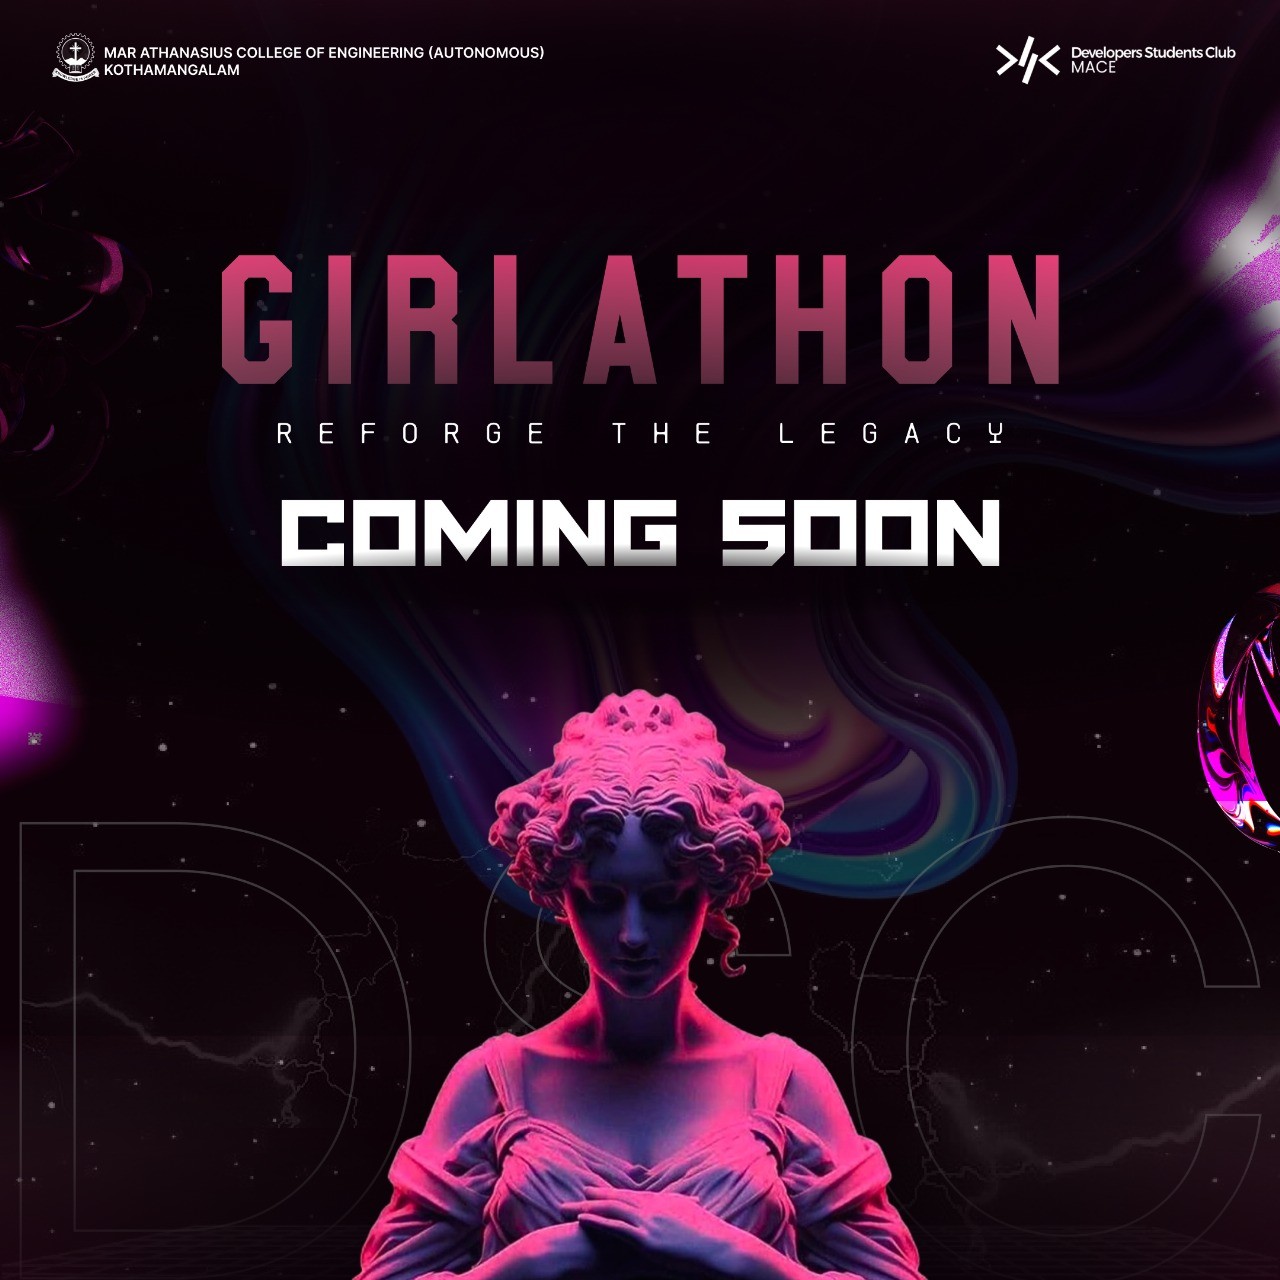 MAR ATHANASIUS COLLEGE OF ENGINEERING (AUTONOMOUS)
KOTHAMANGALAM
Developers Students Club
MACE
GIRLATHON
REFORGE THE LEGACY
COMING SOON
DSC